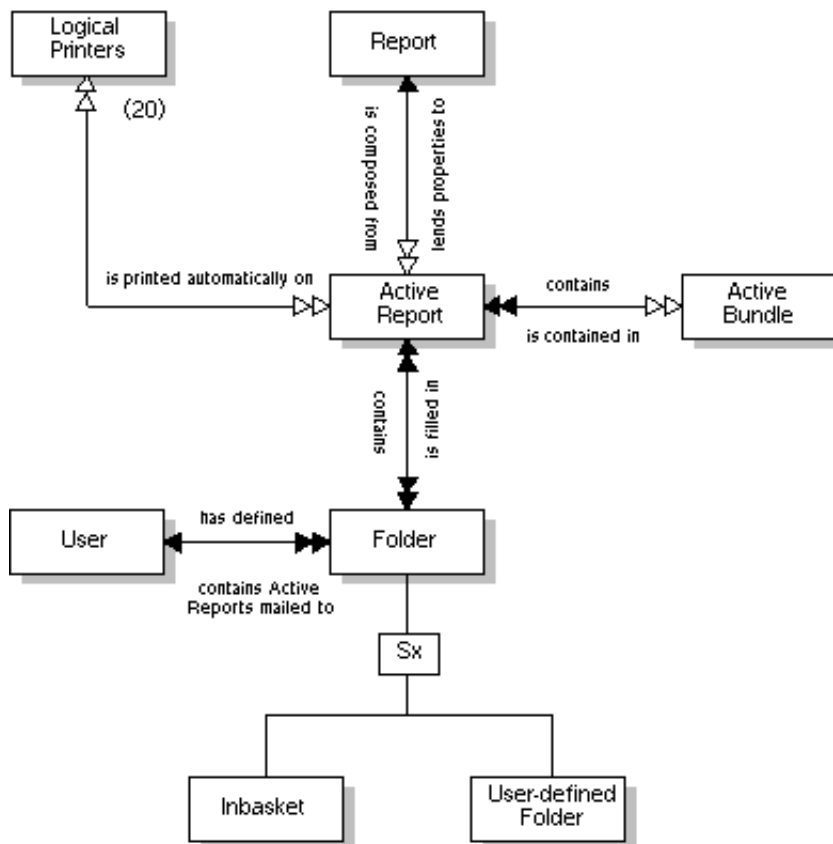 Logical
Printers
Report
(20)
is composed from
lends properties to
is printed automatically on
Active
Report
contains
is contained in
Active
Bundle
contains
is filled in
User
has defined
Folder
contains Active
Reports mailed to
Sx
Inbasket
User-defined
Folder